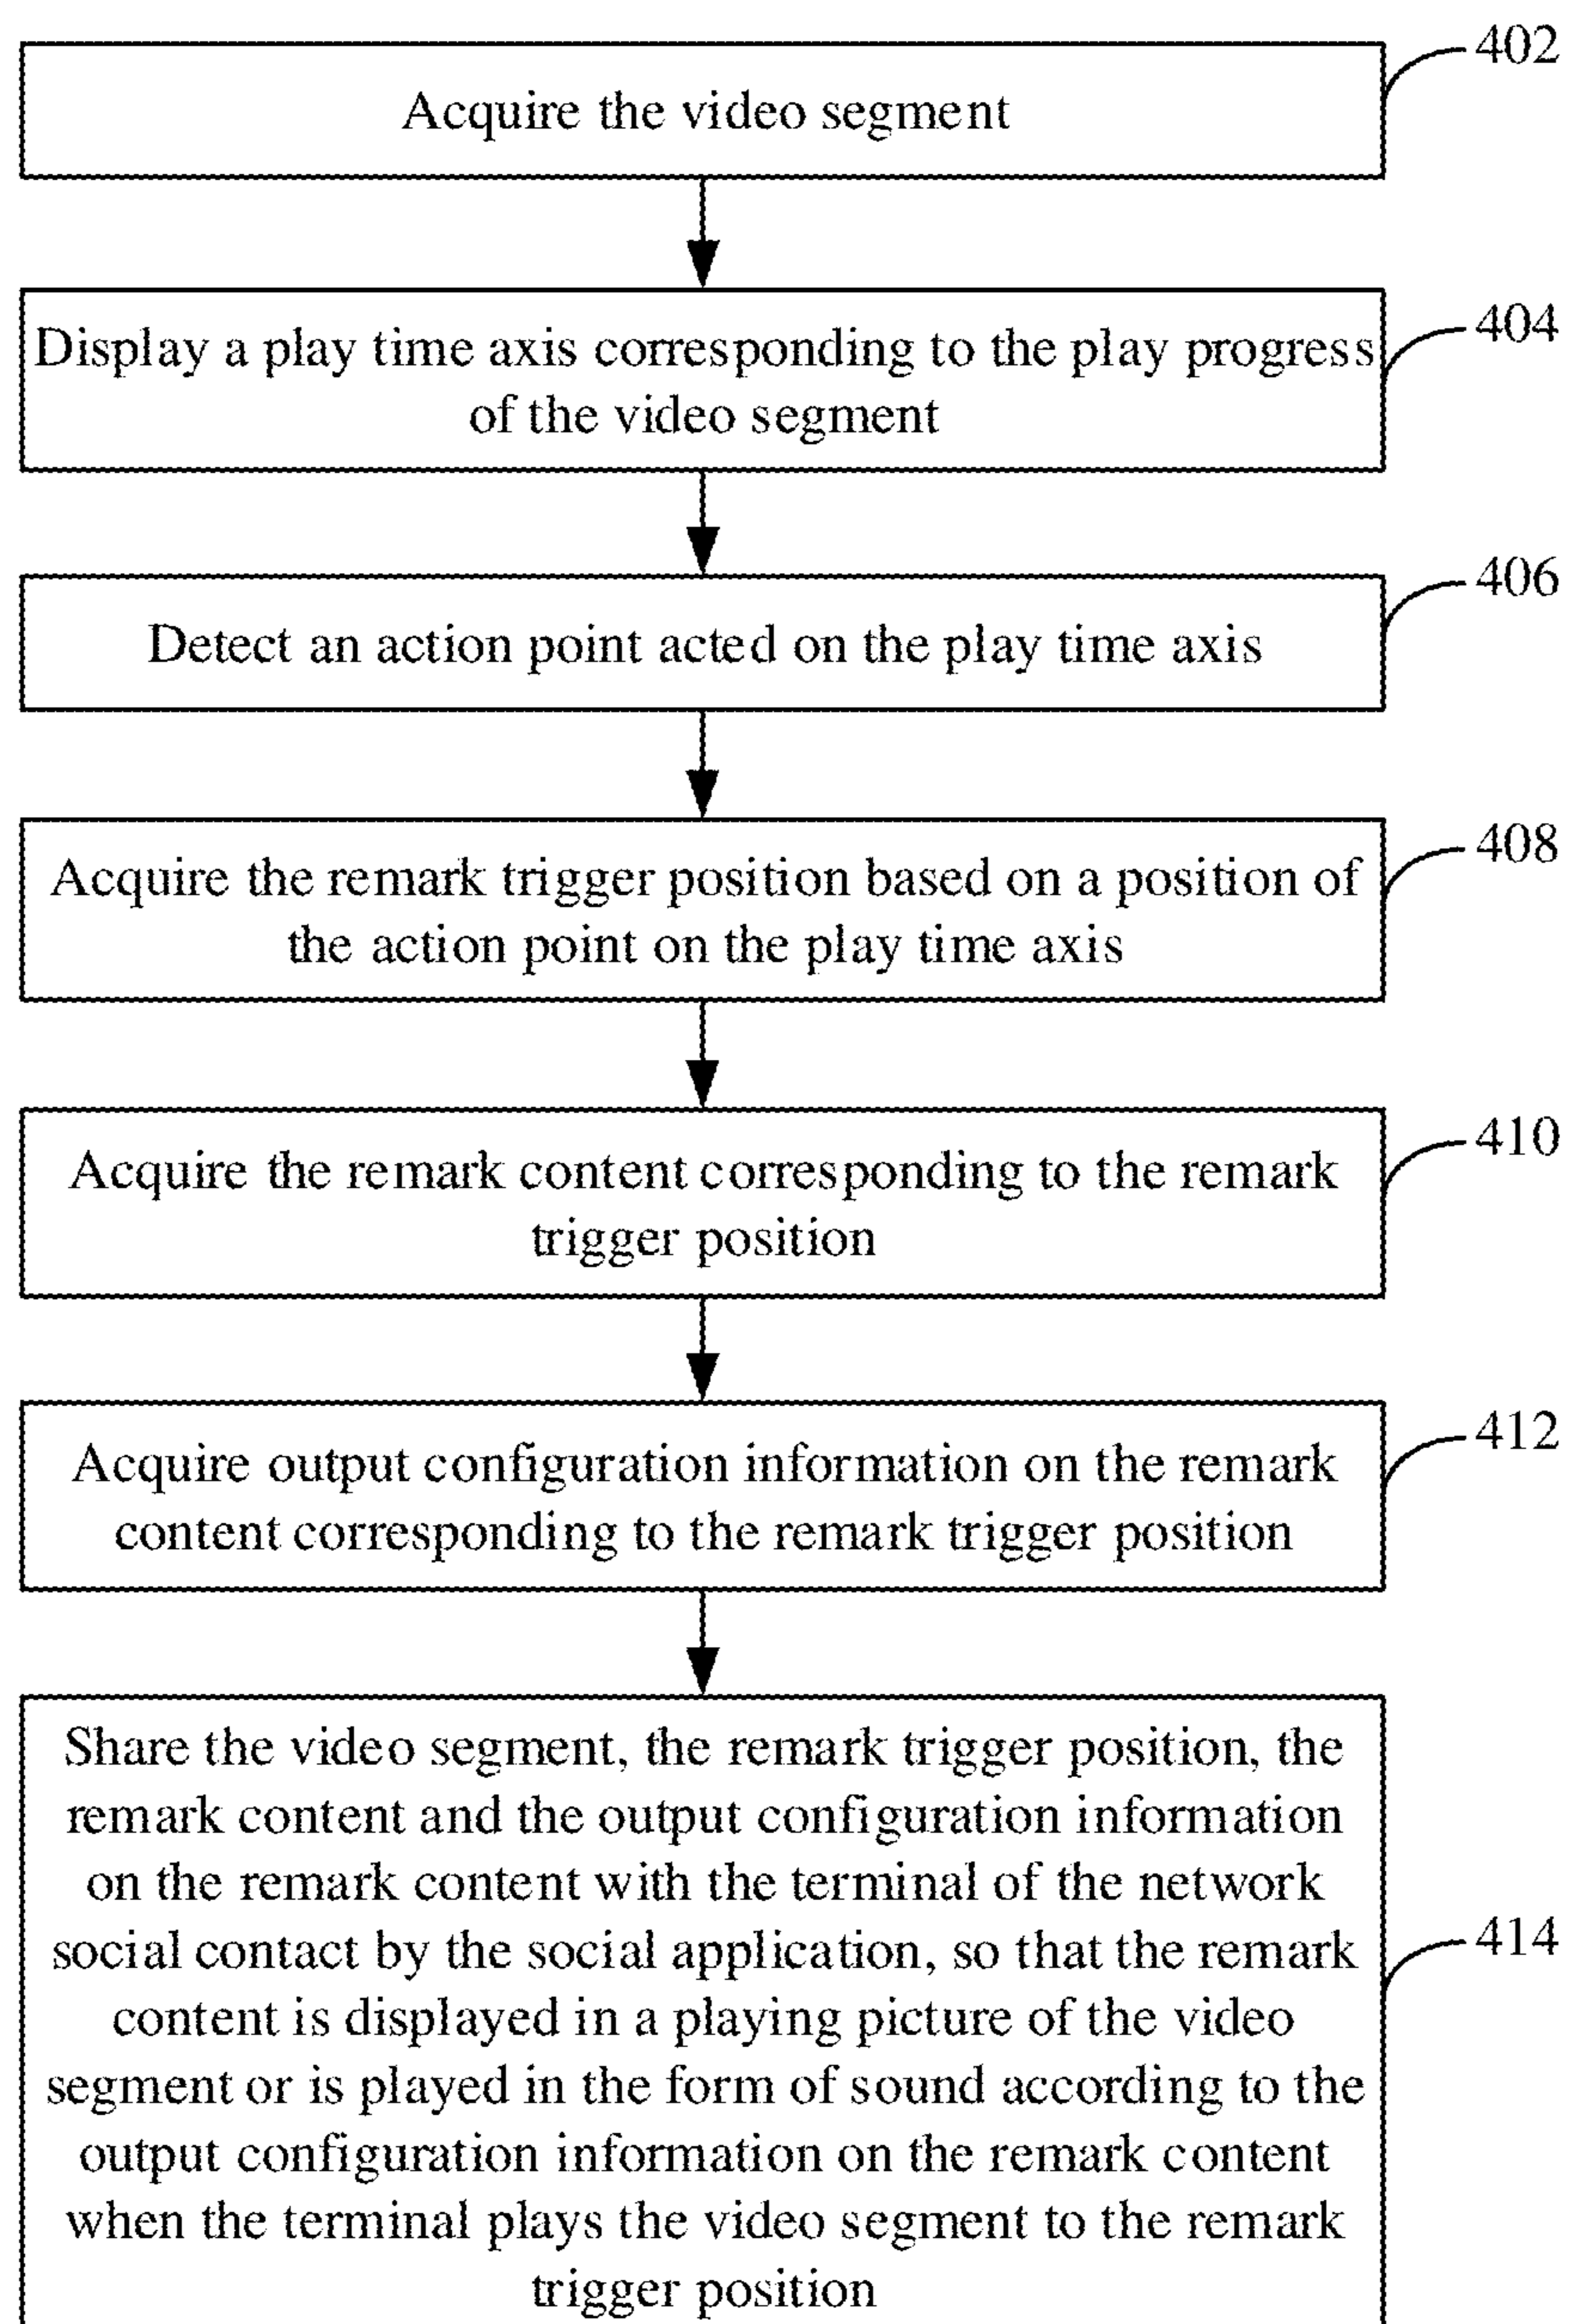 402
Acquire the video segment
404
Display a play time axis corresponding to the play progress
of the video segment
406
Detect an action point acted on the play time axis
408
Acquire the remark trigger position based on a position of
the action point on the play time axis
410
Acquire the remark content corresponding to the remark
trigger position
412
Acquire output configuration information on the remark
content corresponding to the remark trigger position
Share the video segment, the remark trigger position, the
remark content and the output configuration information
on the remark content with the terminal of the network
414
social contact by the social application, so that the remark
content is displayed in a playing picture of the video
segment or is played in the form of sound according to the
output configuration information on the remark content
when the terminal plays the video segment to the remark
trigger position